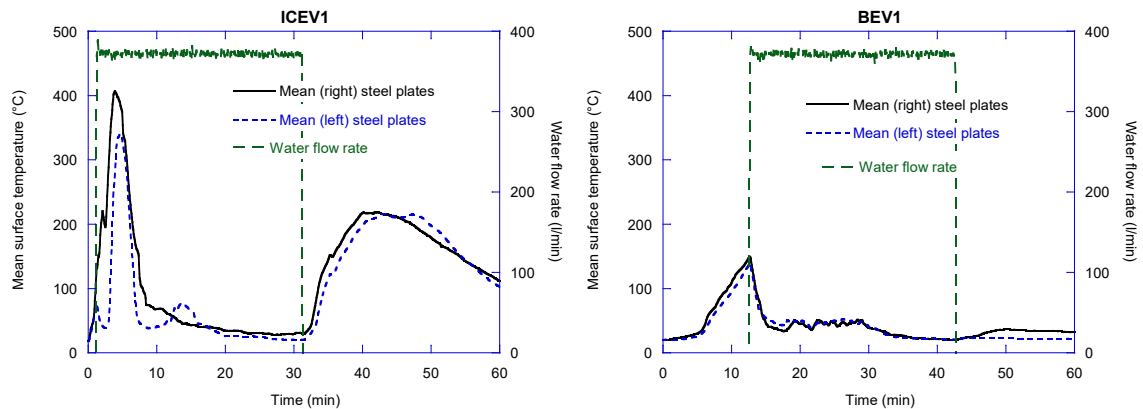 ICEV1
500
400
300
200
100
0
Mean surface temperature (°C)
Mean (right) steel plates
Mean (left) steel plates
Water flow rate
400
300
200
100
0
Water flow rate (l/min)
0 10 20 30 40 50 60
Time (min)
BEV1
500
400
300
200
100
0
Mean surface temperature (°C)
Mean (right) steel plates
Mean (left) steel plates
Water flow rate
400
300
200
100
0
Water flow rate (l/min)
0 10 20 30 40 50 60
Time (min)